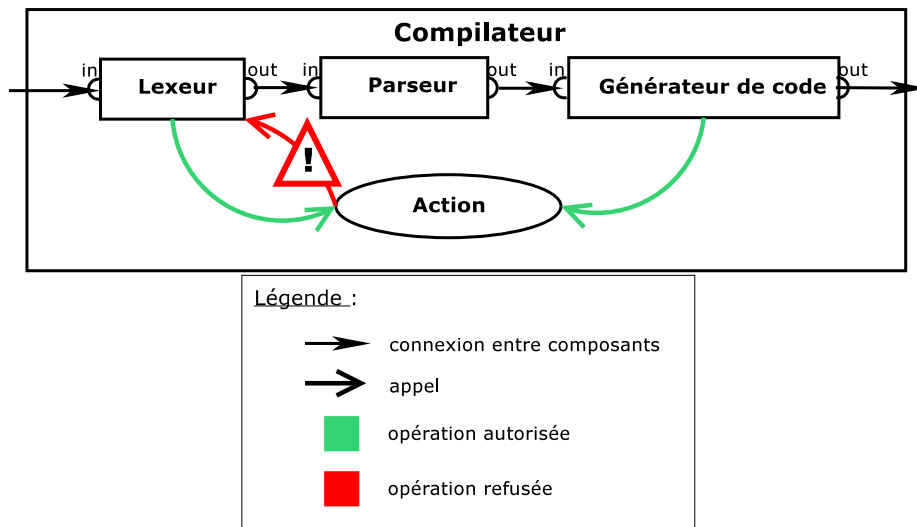 Compilateur
in out in out in out
Lexeur Parseur Générateur de code
!
Action
Légende :
connexion entre composants
appel
opération autorisée
opération refusée